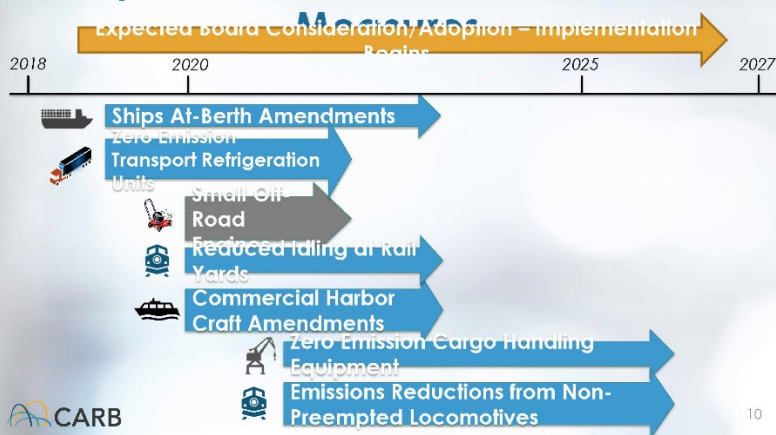 Measures
Expected Board Consideration/Adoption – Implementation
Begins
2018 2020 2025 2027
Ships At-Berth Amendments
Zero Emission
Transport Refrigeration
Units
Small Off-
Road
Engines
Reduced Idling at Rail
Yards
Commercial Harbor
Craft Amendments
Zero Emission Cargo Handling
Equipment
Emissions Reductions from Non-
Preempted Locomotives
CARB
10